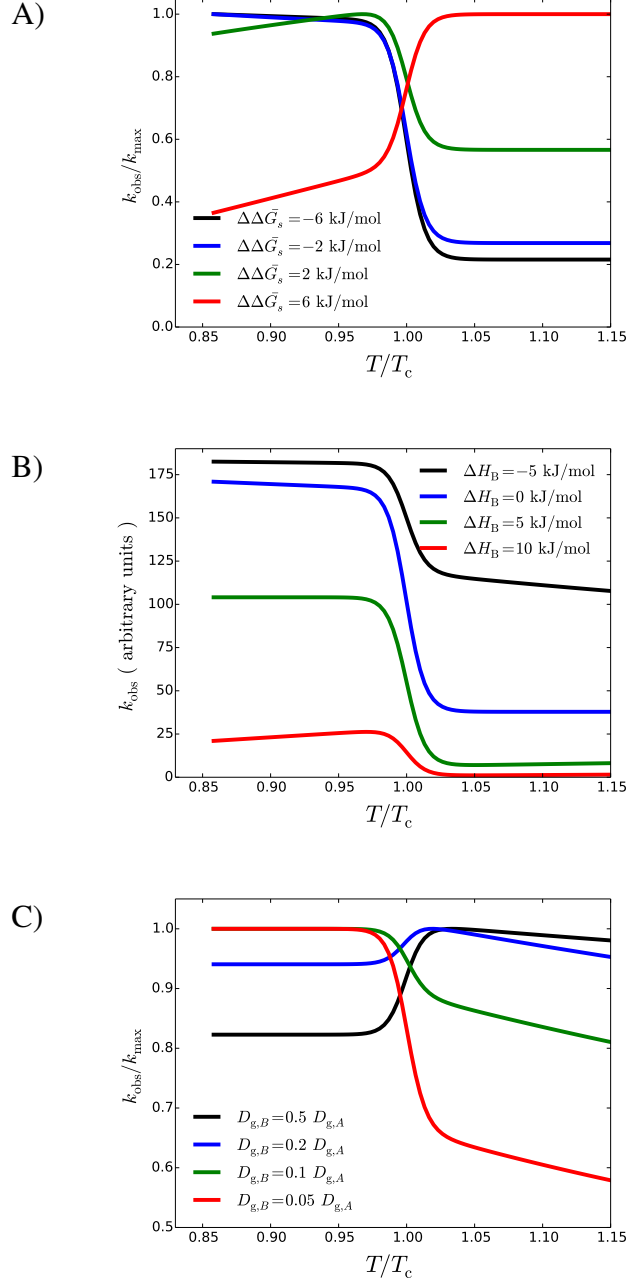 A)
1.0
0.8
0.6
0.4
0.2
0.0
k_obs/k_max
ΔΔḠ_s=−6 kJ/mol
ΔΔḠ_s=−2 kJ/mol
ΔΔḠ_s=2 kJ/mol
ΔΔḠ_s=6 kJ/mol
0.85 0.90 0.95 1.00 1.05 1.10 1.15
T/T_c
B)
175
150
125
100
75
50
25
0
k_obs ( arbitrary units )
ΔH_B=−5 kJ/mol
ΔH_B=0 kJ/mol
ΔH_B=5 kJ/mol
ΔH_B=10 kJ/mol
0.85 0.90 0.95 1.00 1.05 1.10 1.15
T/T_c
C)
1.0
0.9
0.8
0.7
0.6
0.5
k_obs/k_max
D_g,B=0.5 D_g,A
D_g,B=0.2 D_g,A
D_g,B=0.1 D_g,A
D_g,B=0.05 D_g,A
0.85 0.90 0.95 1.00 1.05 1.10 1.15
T/T_c